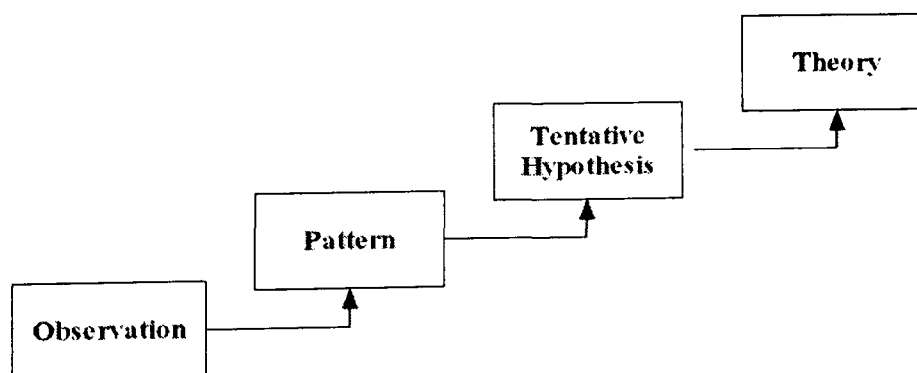 Theory
Tentative
Hypothesis
Pattern
Observation